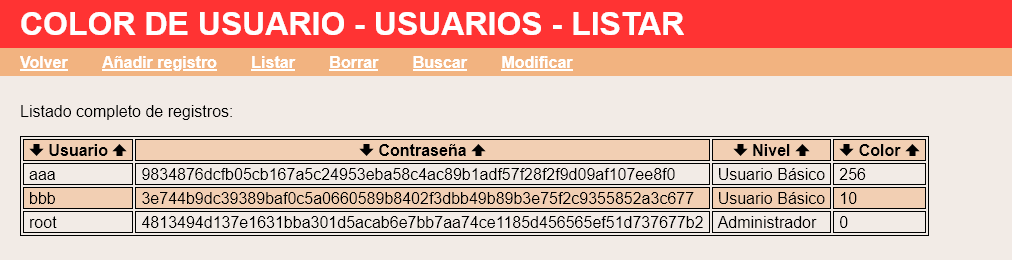 COLOR DE USUARIO - USUARIOS - LISTAR
Volver Añadir registro Listar Borrar Buscar Modificar
Listado completo de registros:
Usuario Contraseña Nivel Color
aaa 9834876dcfb05cb167a5c24953eba58c4ac89b1adf57f28f2f9d09af107ee8f0 Usuario Básico 256
bbb 3e744b9dc39389baf0c5a0660589b8402f3dbb49b89b3e75f2c9355852a3c677 Usuario Básico 10
root 4813494d137e1631bba301d5acab6e7bb7aa74ce1185d456565ef51d737677b2 Administrador 0